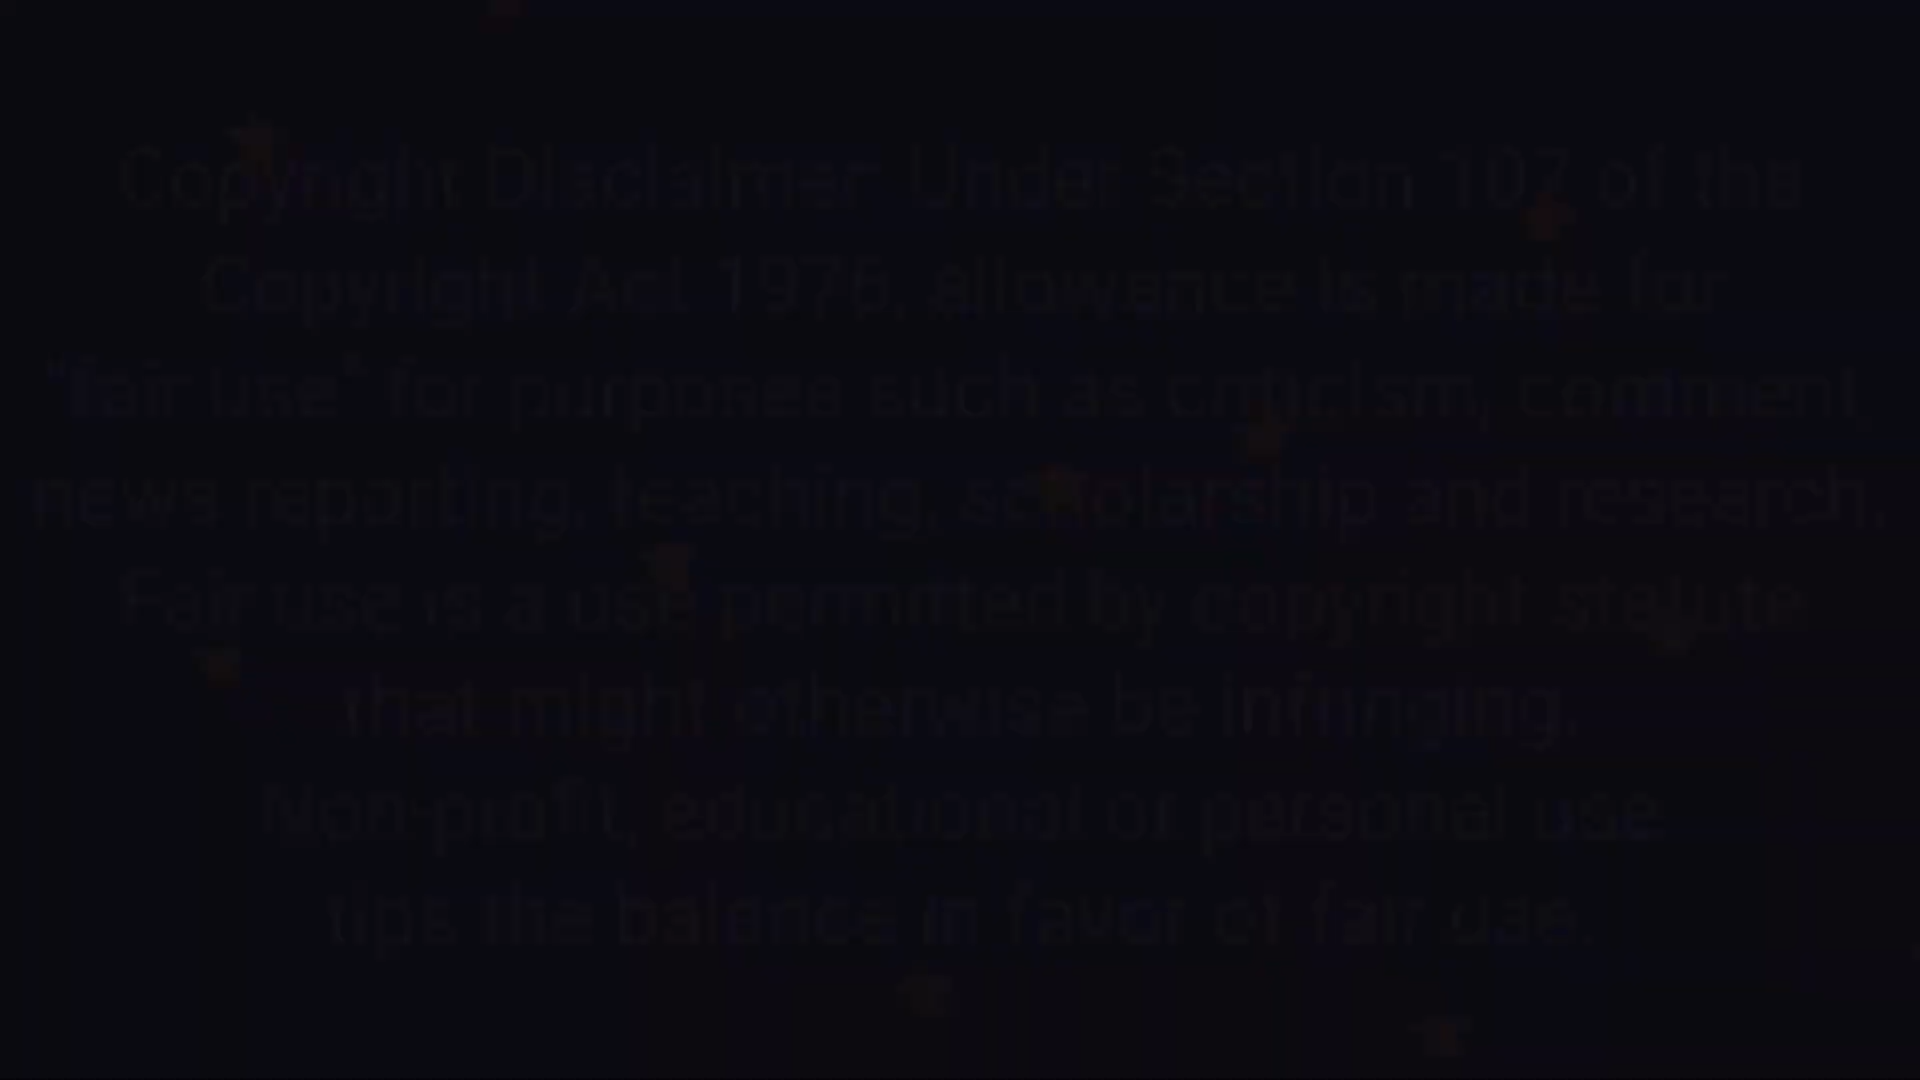 Copyright Disclaimer Under Section 107 of the
Copyright Act 1976, allowance is made for
"fair use" for purposes such as criticism, comment
news reporting, teaching, scholarship and research.
Fair use is a use permitted by copyright statute
that might otherwise be infringing.
Non-profit, educational or personal use
tips the balance in favor of fair use.